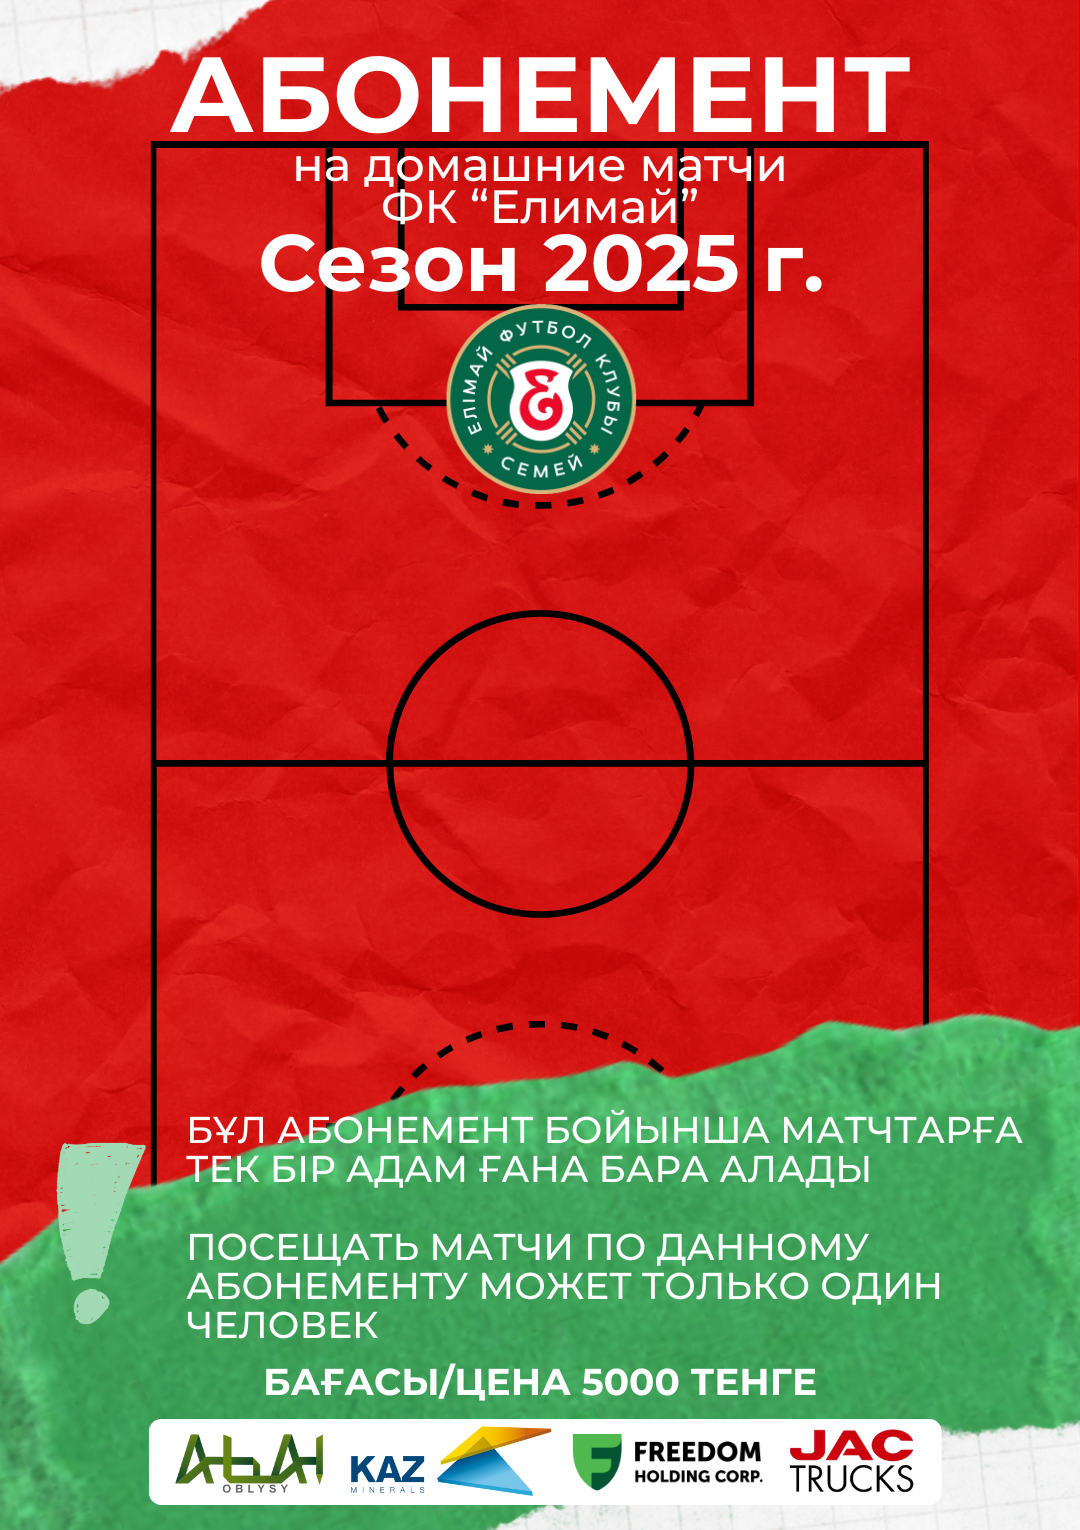 АБОНЕМЕНТ
на домашние матчи
ФК “Елимай”
Сезон 2025 г.
ЕЛІМАЙ ФУТБОЛ КЛУБЫ
СЕМЕЙ
БҰЛ АБОНЕМЕНТ БОЙЫНША МАТЧТАРҒА
ТЕК БІР АДАМ ҒАНА БАРА АЛАДЫ
ПОСЕЩАТЬ МАТЧИ ПО ДАННОМУ
АБОНЕМЕНТУ МОЖЕТ ТОЛЬКО ОДИН
ЧЕЛОВЕК
БАҒАСЫ/ЦЕНА 5000 ТЕНГЕ
АБАЙ
OBLYSY
KAZ
MINERALS
FREEDOM
HOLDING CORP.
JAC
TRUCKS